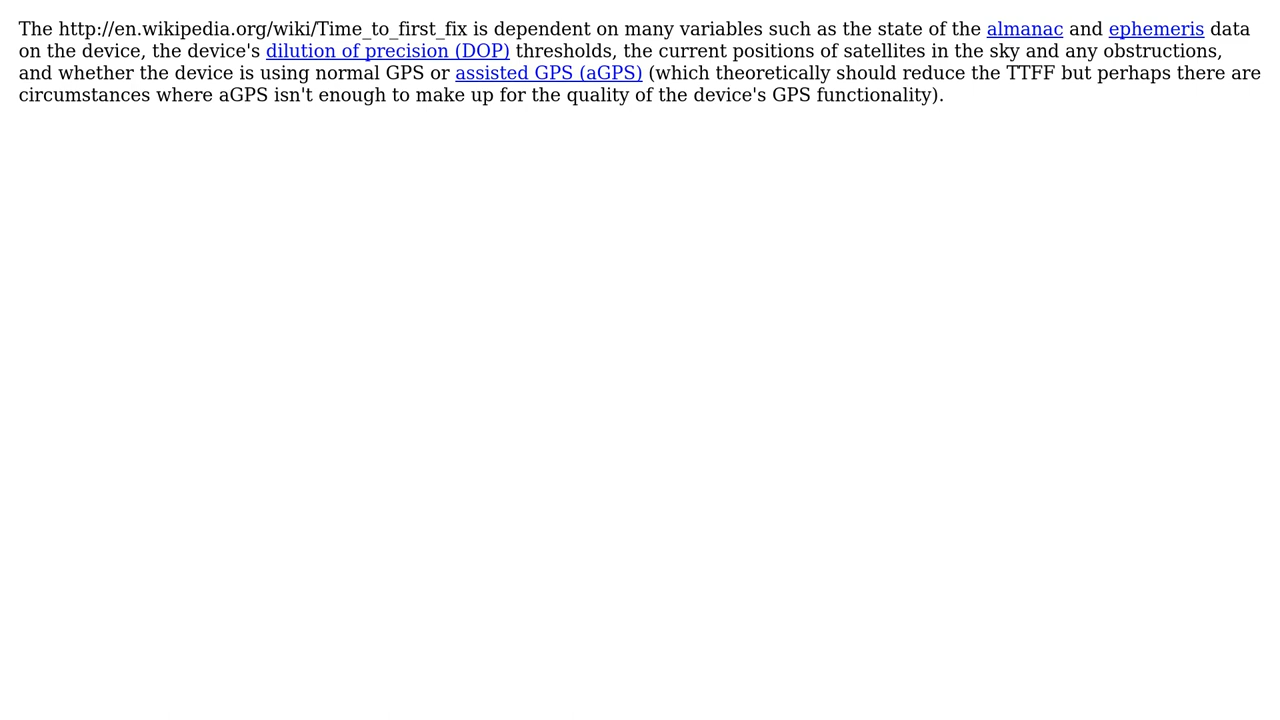 The http://en.wikipedia.org/wiki/Time_to_first_fix is dependent on many variables such as the state of the almanac and ephemeris data
on the device, the device's dilution of precision (DOP) thresholds, the current positions of satellites in the sky and any obstructions,
and whether the device is using normal GPS or assisted GPS (aGPS) (which theoretically should reduce the TTFF but perhaps there are
circumstances where aGPS isn't enough to make up for the quality of the device's GPS functionality).